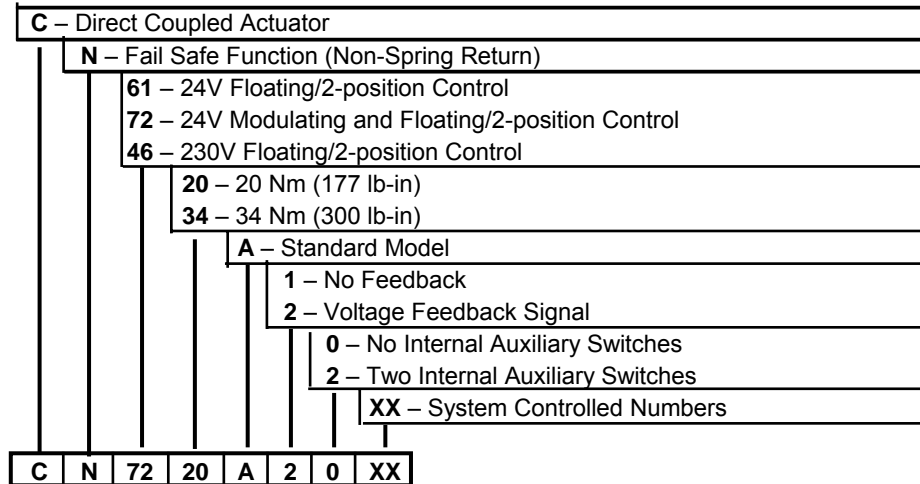 C – Direct Coupled Actuator
N – Fail Safe Function (Non-Spring Return)
61 – 24V Floating/2-position Control
72 – 24V Modulating and Floating/2-position Control
46 – 230V Floating/2-position Control
20 – 20 Nm (177 lb-in)
34 – 34 Nm (300 lb-in)
A – Standard Model
1 – No Feedback
2 – Voltage Feedback Signal
0 – No Internal Auxiliary Switches
2 – Two Internal Auxiliary Switches
XX – System Controlled Numbers
C N 72 20 A 2 0 XX